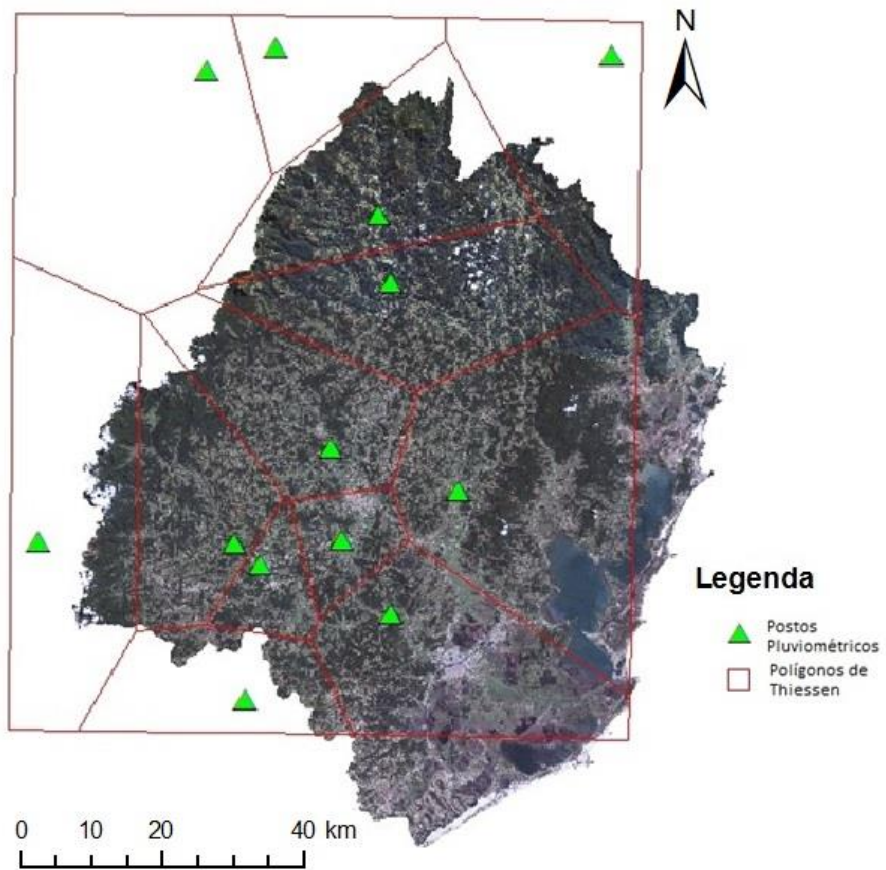 N
Legenda
Postos
Pluviométricos
Polígonos de
Thiessen
0 10 20 40 km